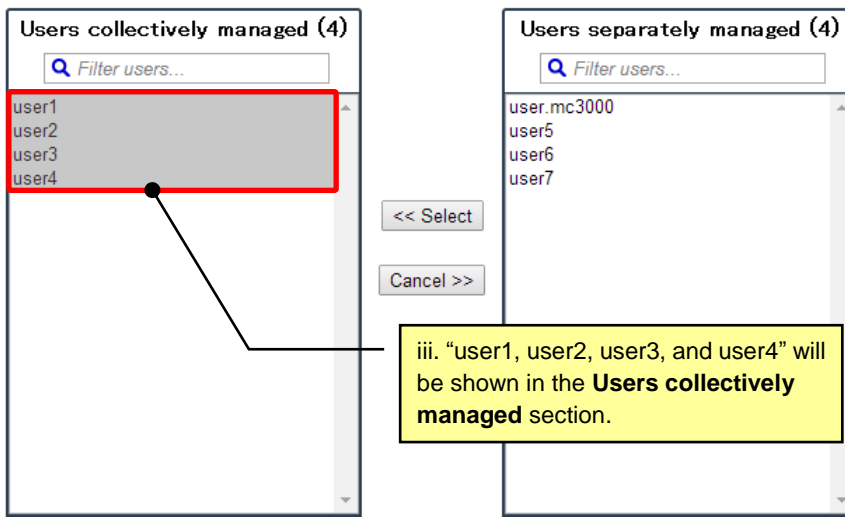 Users collectively managed (4)
Filter users...
user1
user2
user3
user4
<< Select
Cancel >>
Users separately managed (4)
Filter users...
user.mc3000
user5
user6
user7
iii. “user1, user2, user3, and user4” will
be shown in the Users collectively
managed section.